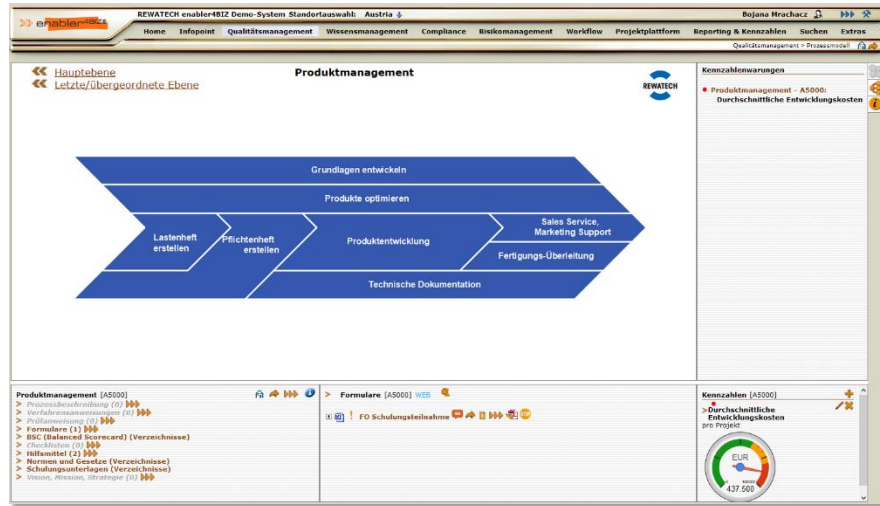 enabler4BIZ
REWATECH enabler4BIZ Demo-System Standortauswahl: Austria
Bojana Hrachacz
Home Infopoint Qualitätsmanagement Wissensmanagement Compliance Risikomanagement Workflow Projektplattform Reporting & Kennzahlen Suchen Extras
Qualitätsmanagement > Prozessmodell
Hauptebene
Letzte/übergeordnete Ebene
Produktmanagement
REWATECH
Kennzahlenwarungen
Produktmanagement - A5000:
Durchschnittliche Entwicklungskosten
Grundlagen entwickeln
Produkte optimieren
Lastenheft
erstellen
Pflichtenheft
erstellen
Produktentwicklung
Sales Service,
Marketing Support
Fertigungs-Überleitung
Technische Dokumentation
Produktmanagement [A5000]
> Prozessbeschreibung (0)
> Verfahrensanweisungen (0)
> Prüfanweisung (0)
> Formulare (1)
> BSC (Balanced Scorecard) (Verzeichnisse)
> Checklisten (0)
> Hilfsmittel (2)
> Normen und Gesetze (Verzeichnisse)
> Schulungsunterlagen (Verzeichnisse)
> Vision, Mission, Strategie (0)
> Formulare [A5000] WEB
! FO Schulungsteilnahme
Kennzahlen [A5000]
>Durchschnittliche
Entwicklungskosten
pro Projekt
EUR
437.500